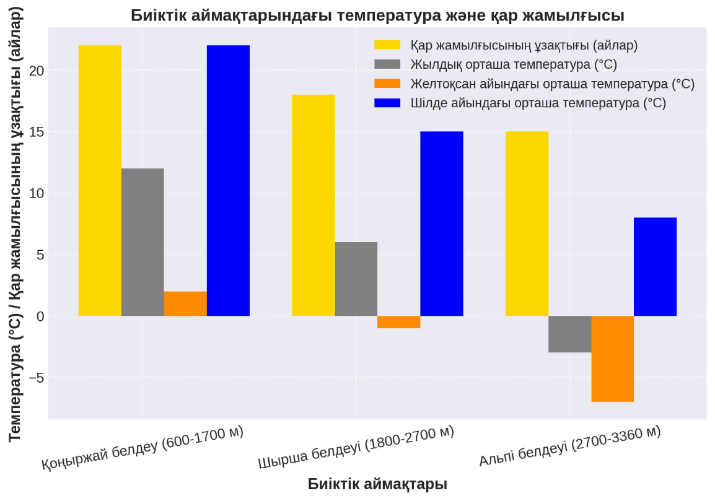 Биіктік аймақтарындағы температура және қар жамылғысы
Температура (°C) / Қар жамылғысының ұзақтығы (айлар)
20
15
10
5
0
−5
Қар жамылғысының ұзақтығы (айлар)
Жылдық орташа температура (°C)
Желтоқсан айындағы орташа температура (°C)
Шілде айындағы орташа температура (°C)
Қоңыржай белдеу (600-1700 м)
Шырша белдеуі (1800-2700 м)
Альпі белдеуі (2700-3360 м)
Биіктік аймақтары